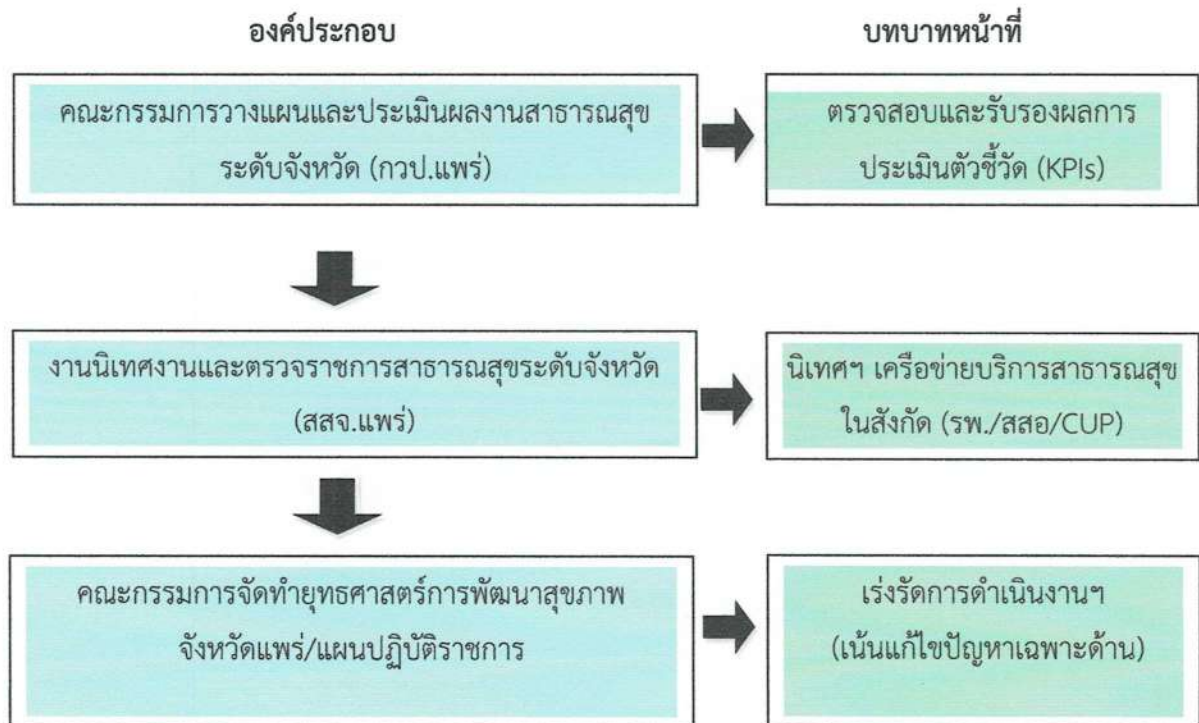 องค์ประกอบ
บทบาทหน้าที่
คณะกรรมการวางแผนและประเมินผลงานสาธารณสุข
ระดับจังหวัด (กวป.แพร่)
ตรวจสอบและรับรองผลการ
ประเมินตัวชี้วัด (KPIs)
งานนิเทศงานและตรวจราชการสาธารณสุขระดับจังหวัด
(สสจ.แพร่)
นิเทศฯ เครือข่ายบริการสาธารณสุข
ในสังกัด (รพ./สสอ/CUP)
คณะกรรมการจัดทำยุทธศาสตร์การพัฒนาสุขภาพ
จังหวัดแพร่/แผนปฏิบัติราชการ
เร่งรัดการดำเนินงานฯ
(เน้นแก้ไขปัญหาเฉพาะด้าน)